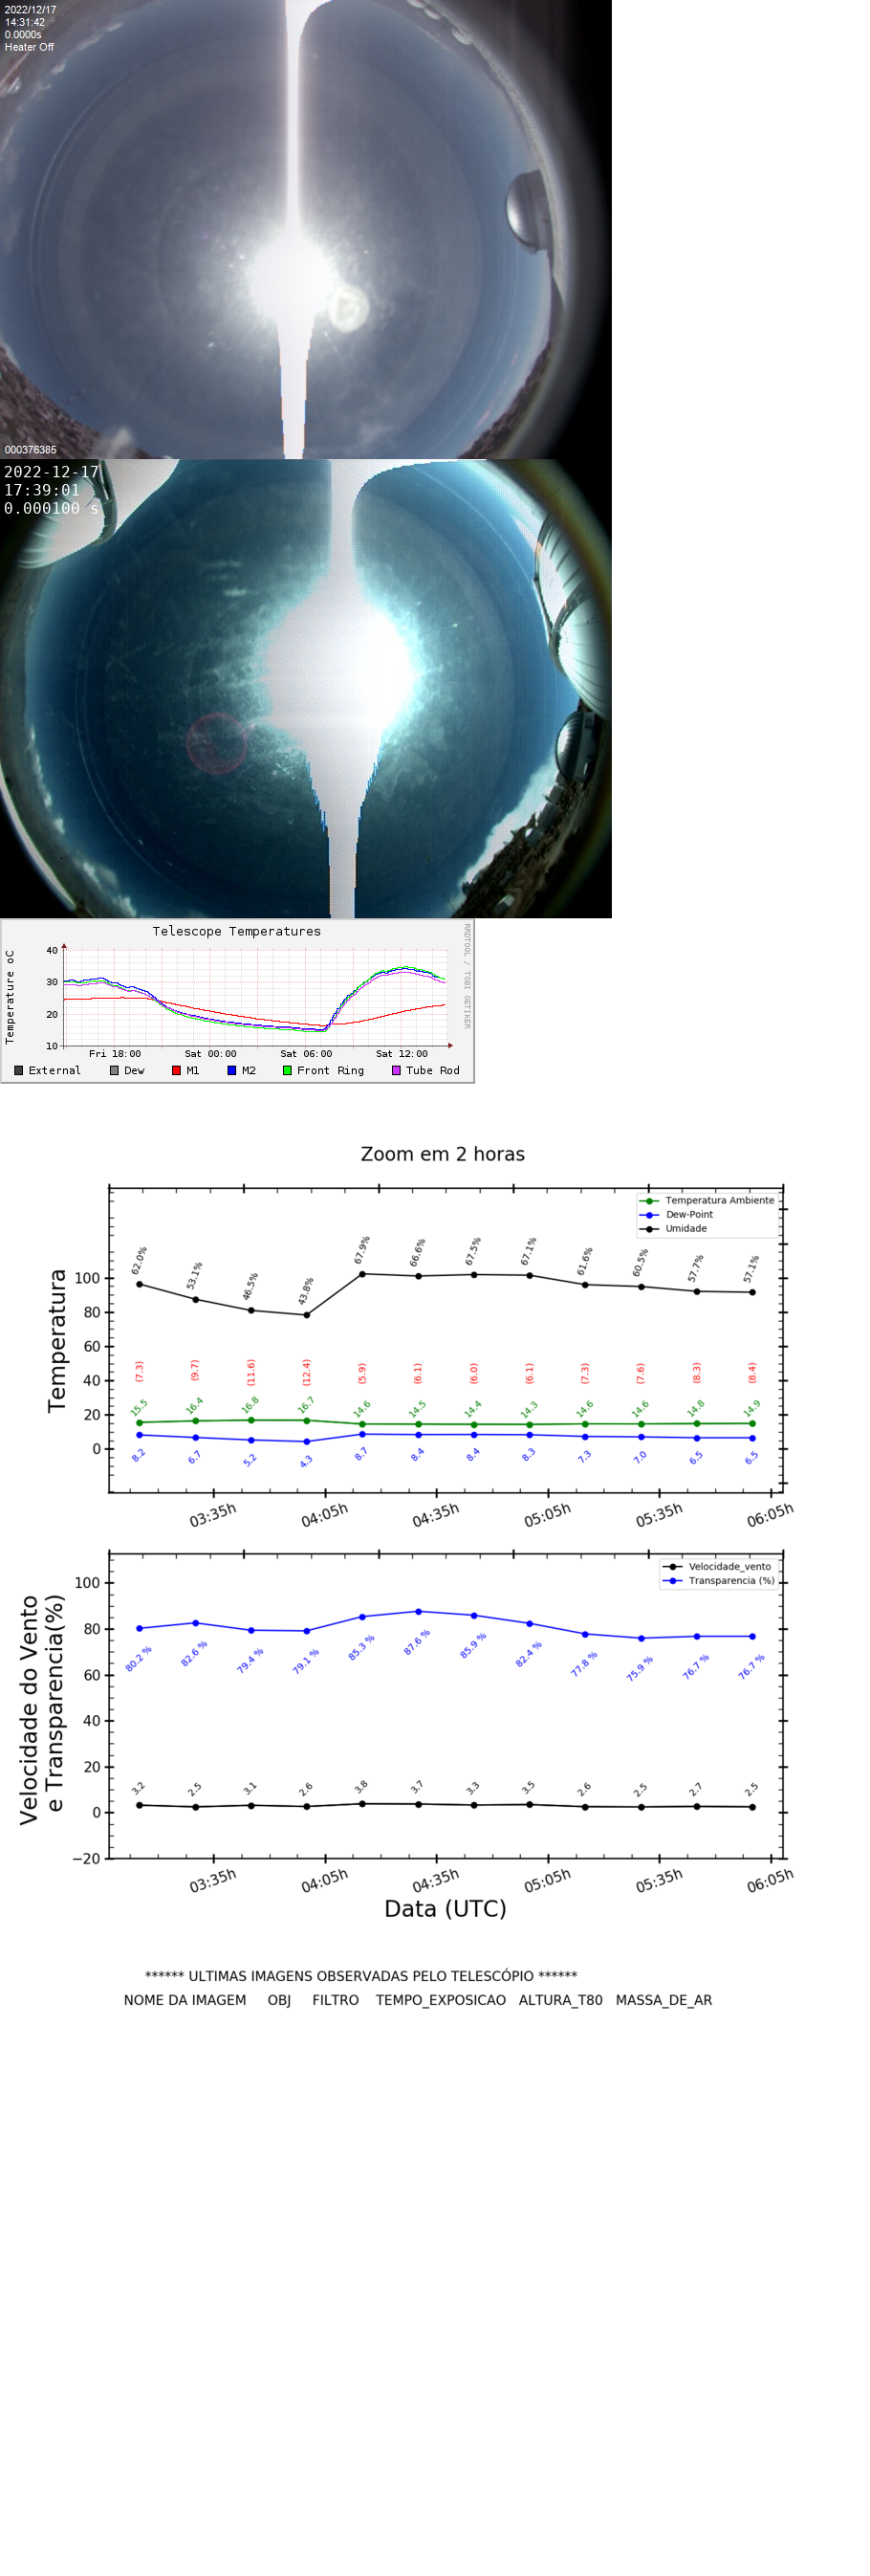 2022/12/17
14:31:42
0.0000s
Heater Off
000376385
2022-12-17
17:39:01
0.000100 s
Telescope Temperatures
RRDTOOL / TOBI OETIKER
Temperature oC
40
30
20
10
Fri 18:00 Sat 00:00 Sat 06:00 Sat 12:00
External Dew M1 M2 Front Ring Tube Rod
Zoom em 2 horas
Temperatura Ambiente
Dew-Point
Umidade
Temperatura
100
80
60
40
20
0
62.0% 53.1% 46.5% 43.8% 67.9% 66.6% 67.5% 67.1% 61.6% 60.5% 57.7% 57.1%
(7.3) (9.7) (11.6) (12.4) (5.9) (6.1) (6.0) (6.1) (7.3) (7.6) (8.3) (8.4)
15.5 16.4 16.8 16.7 14.6 14.5 14.4 14.3 14.6 14.6 14.8 14.9
8.2 6.7 5.2 4.3 8.7 8.4 8.4 8.3 7.3 7.0 6.5 6.5
03:35h 04:05h 04:35h 05:05h 05:35h 06:05h
Velocidade_vento
Transparencia (%)
Velocidade do Vento
e Transparencia(%)
100
80
60
40
20
0
−20
80.2 % 82.6 % 79.4 % 79.1 % 85.3 % 87.6 % 85.9 % 82.4 % 77.8 % 75.9 % 76.7 % 76.7 %
3.2 2.5 3.1 2.6 3.8 3.7 3.3 3.5 2.6 2.5 2.7 2.5
03:35h 04:05h 04:35h 05:05h 05:35h 06:05h
Data (UTC)
****** ULTIMAS IMAGENS OBSERVADAS PELO TELESCÓPIO ******
NOME DA IMAGEM OBJ FILTRO TEMPO_EXPOSICAO ALTURA_T80 MASSA_DE_AR